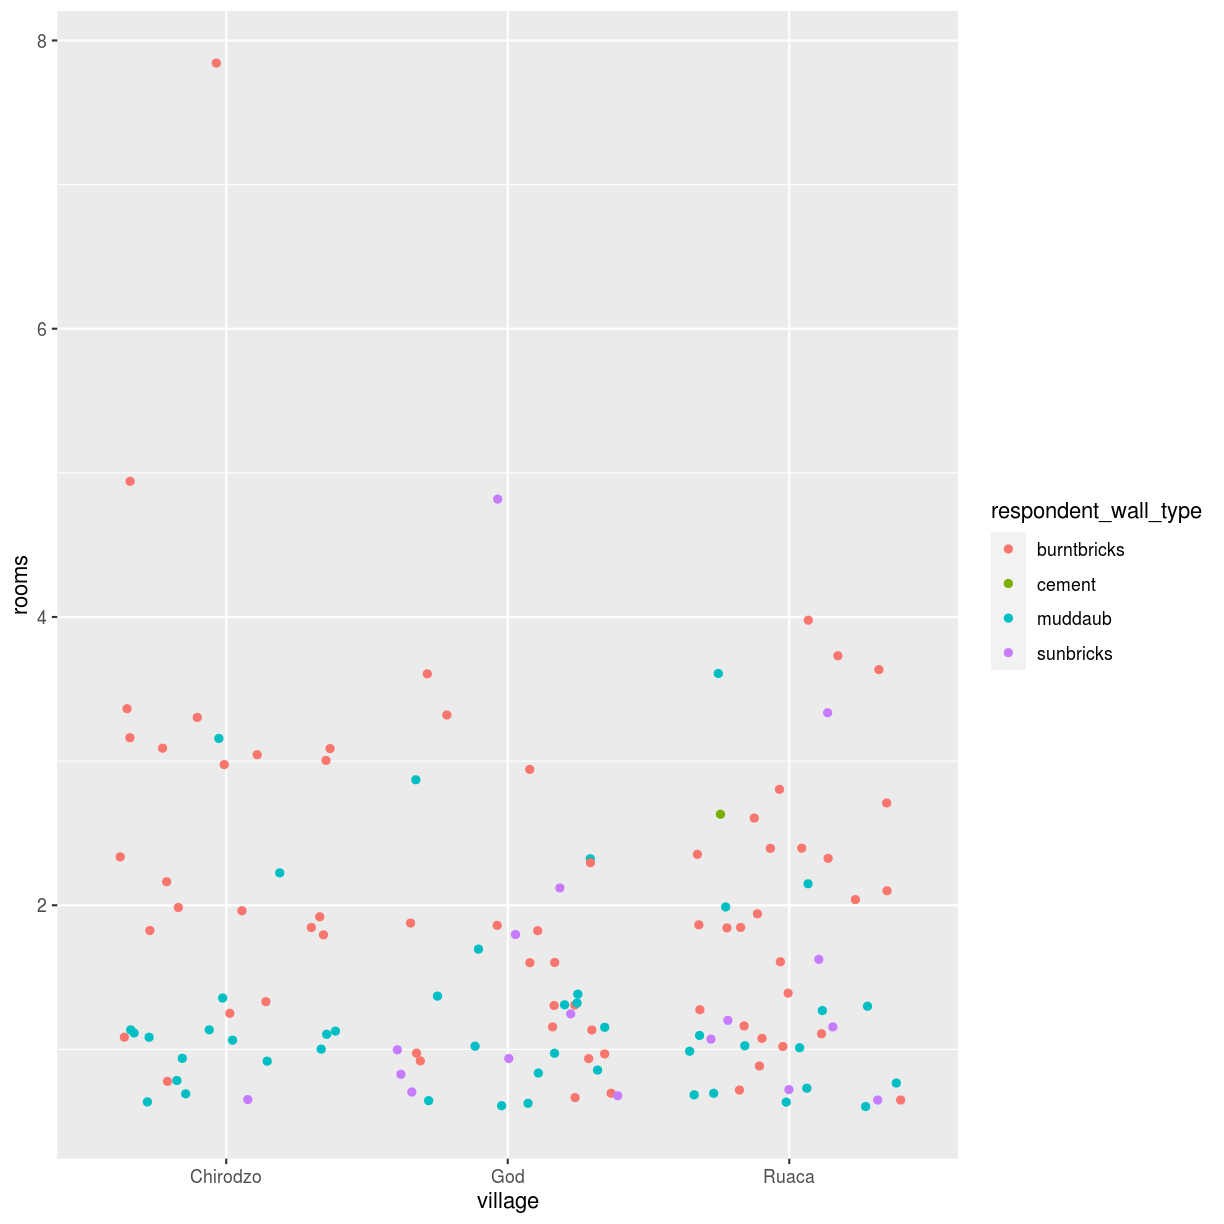 8
6
4
2
rooms
Chirodzo God Ruaca
village
respondent_wall_type
burntbricks
cement
muddaub
sunbricks